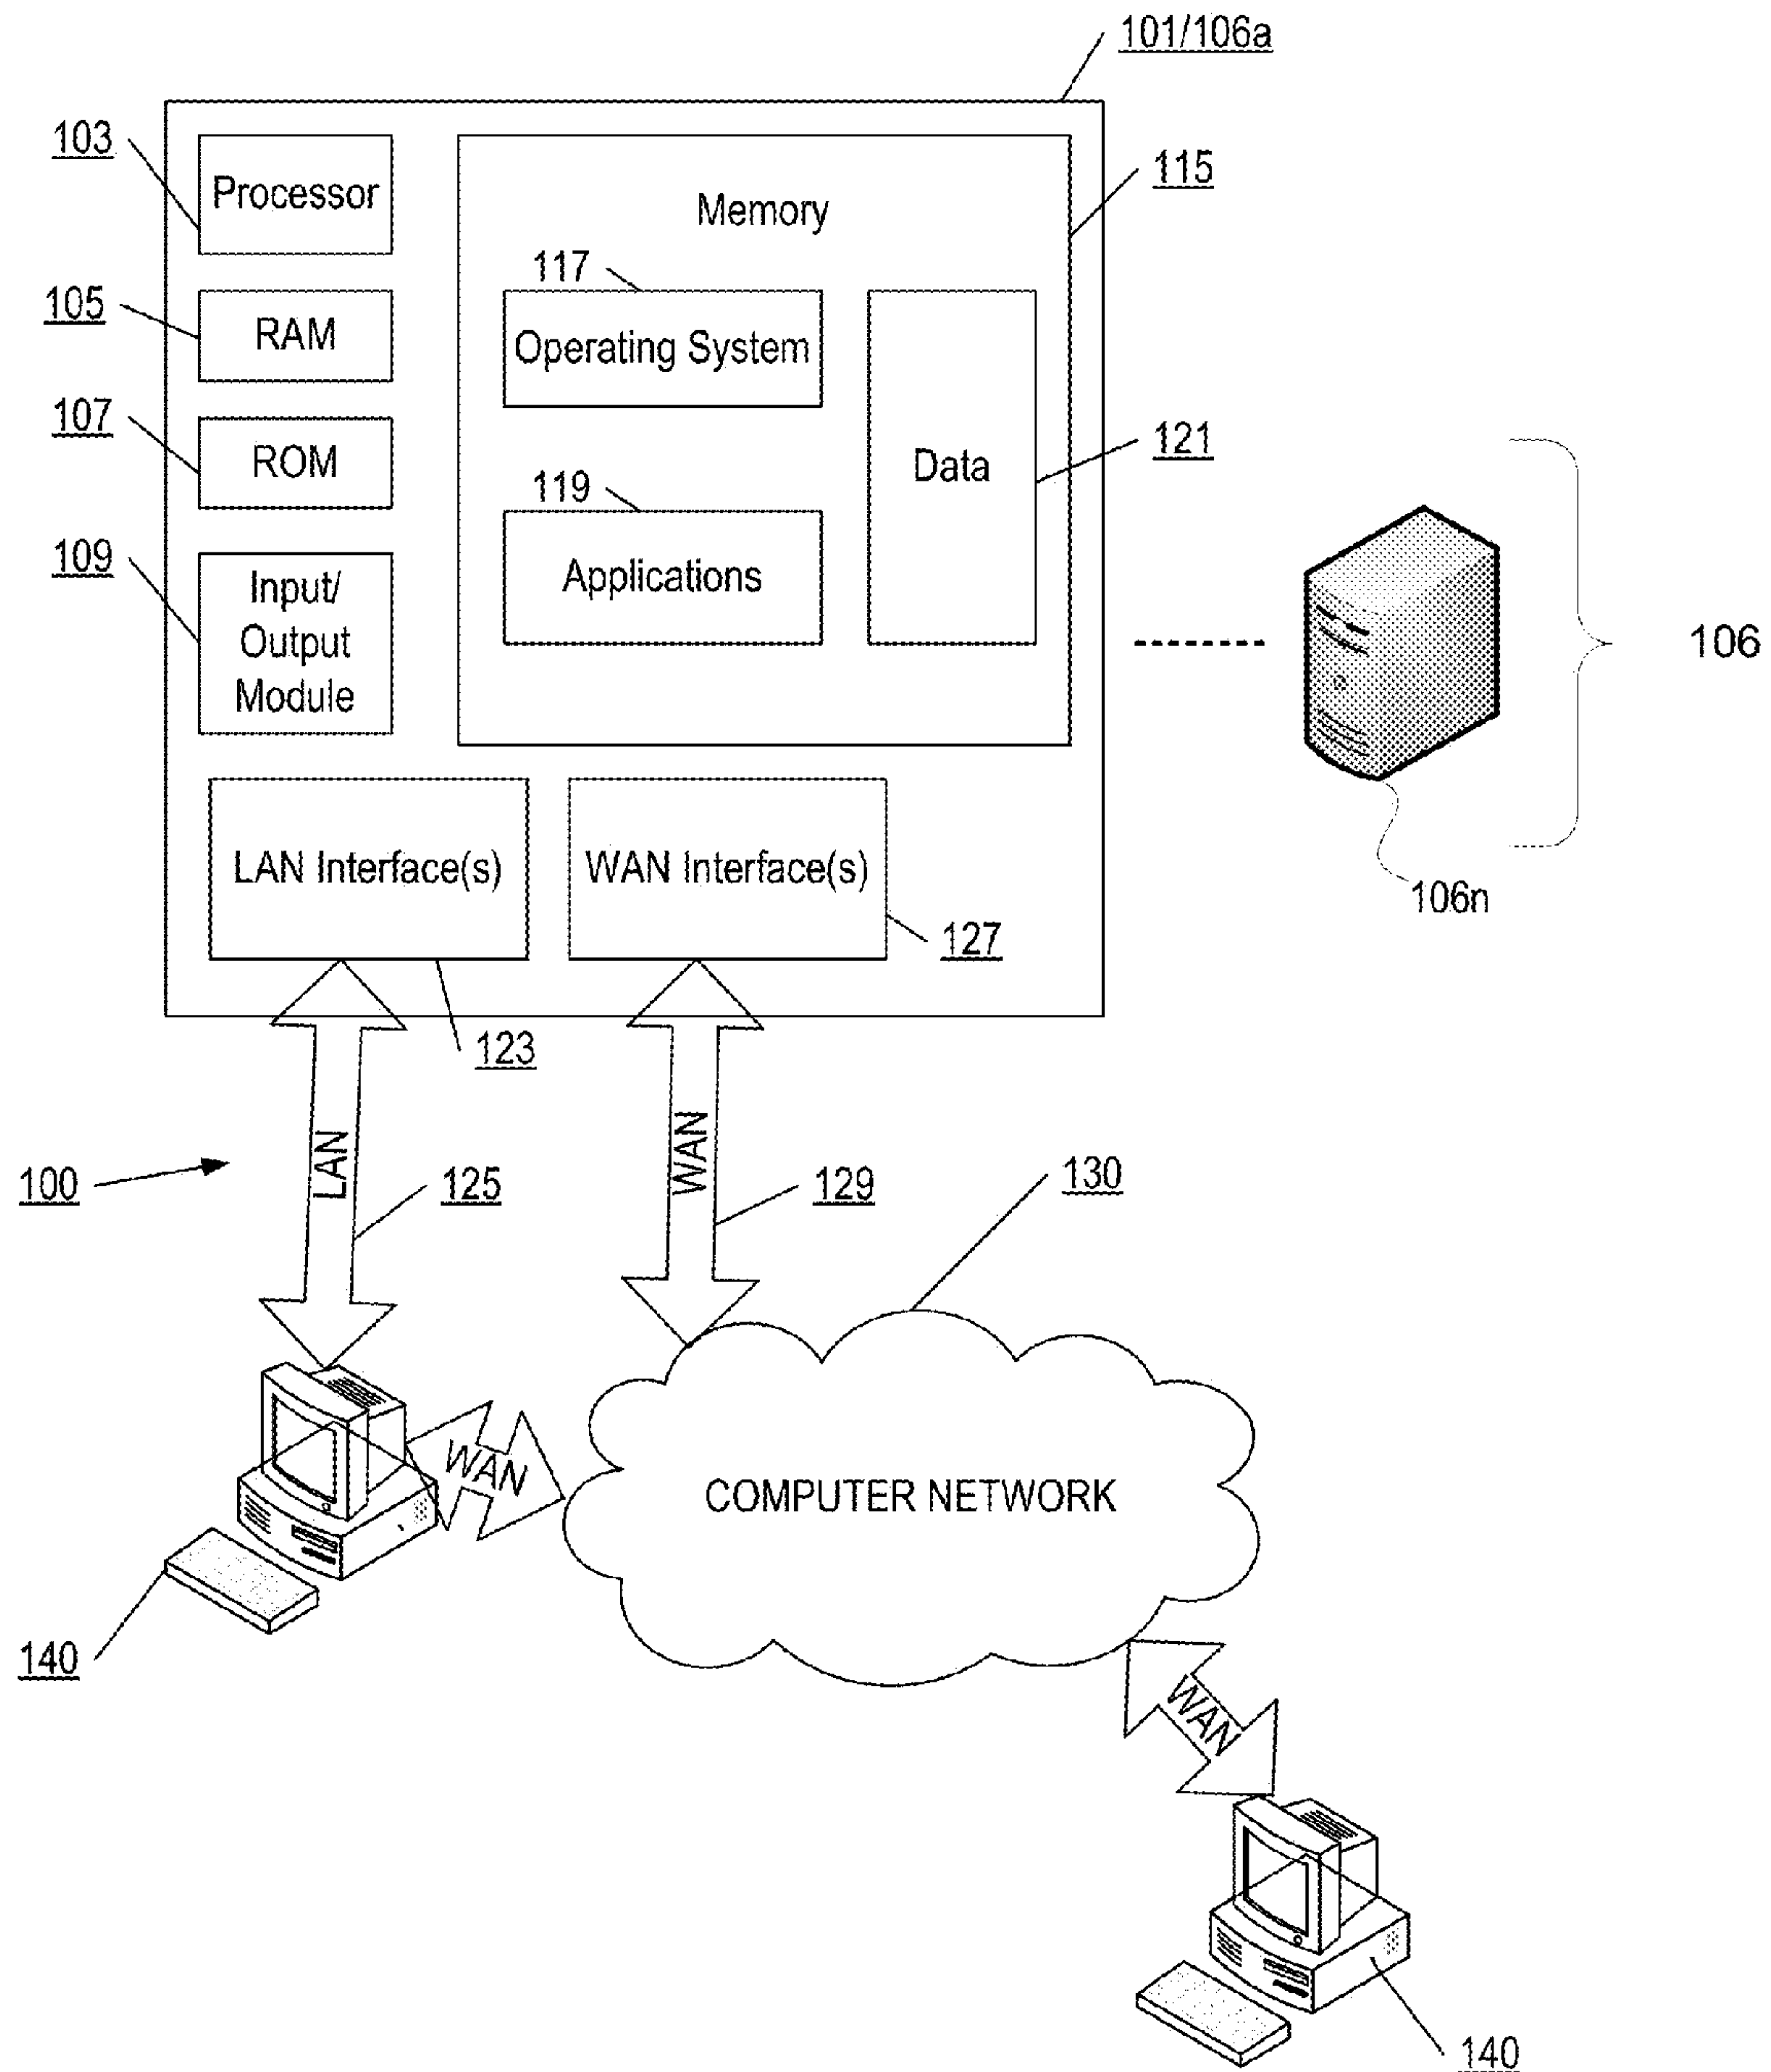 101/106a
103
Processor
Memory
115
117
105
RAM
Operating System
107
ROM
119
Data
121
109
Input/
Output
Module
Applications
106
LAN Interface(s)
WAN Interface(s)
106n
127
123
LAN
WAN
100
125
129
130
WAN
COMPUTER NETWORK
140
WAN
140